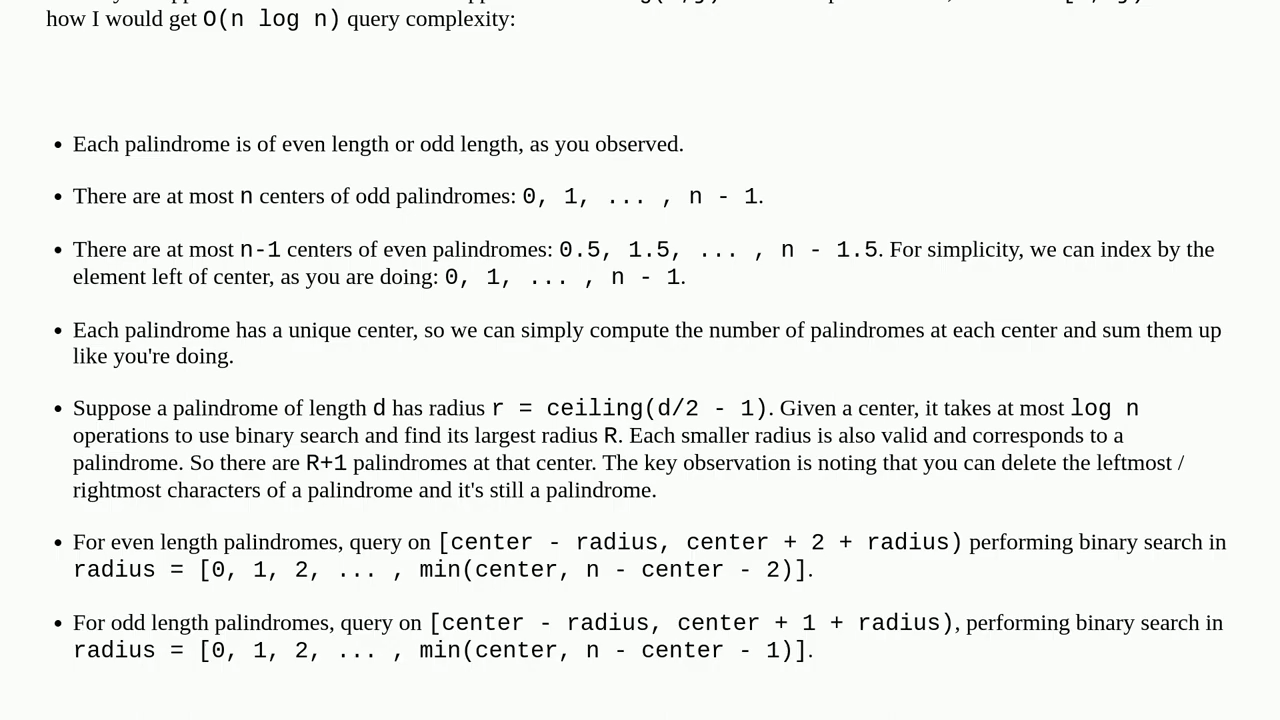 how I would get O(n log n) query complexity:
• Each palindrome is of even length or odd length, as you observed.
• There are at most n centers of odd palindromes: 0, 1, ... , n - 1.
• There are at most n-1 centers of even palindromes: 0.5, 1.5, ... , n - 1.5. For simplicity, we can index by the
element left of center, as you are doing: 0, 1, ... , n - 1.
• Each palindrome has a unique center, so we can simply compute the number of palindromes at each center and sum them up
like you're doing.
• Suppose a palindrome of length d has radius r = ceiling(d/2 - 1). Given a center, it takes at most log n
operations to use binary search and find its largest radius R. Each smaller radius is also valid and corresponds to a
palindrome. So there are R+1 palindromes at that center. The key observation is noting that you can delete the leftmost /
rightmost characters of a palindrome and it's still a palindrome.
• For even length palindromes, query on [center - radius, center + 2 + radius) performing binary search in
radius = [0, 1, 2, ... , min(center, n - center - 2)].
• For odd length palindromes, query on [center - radius, center + 1 + radius), performing binary search in
radius = [0, 1, 2, ... , min(center, n - center - 1)].